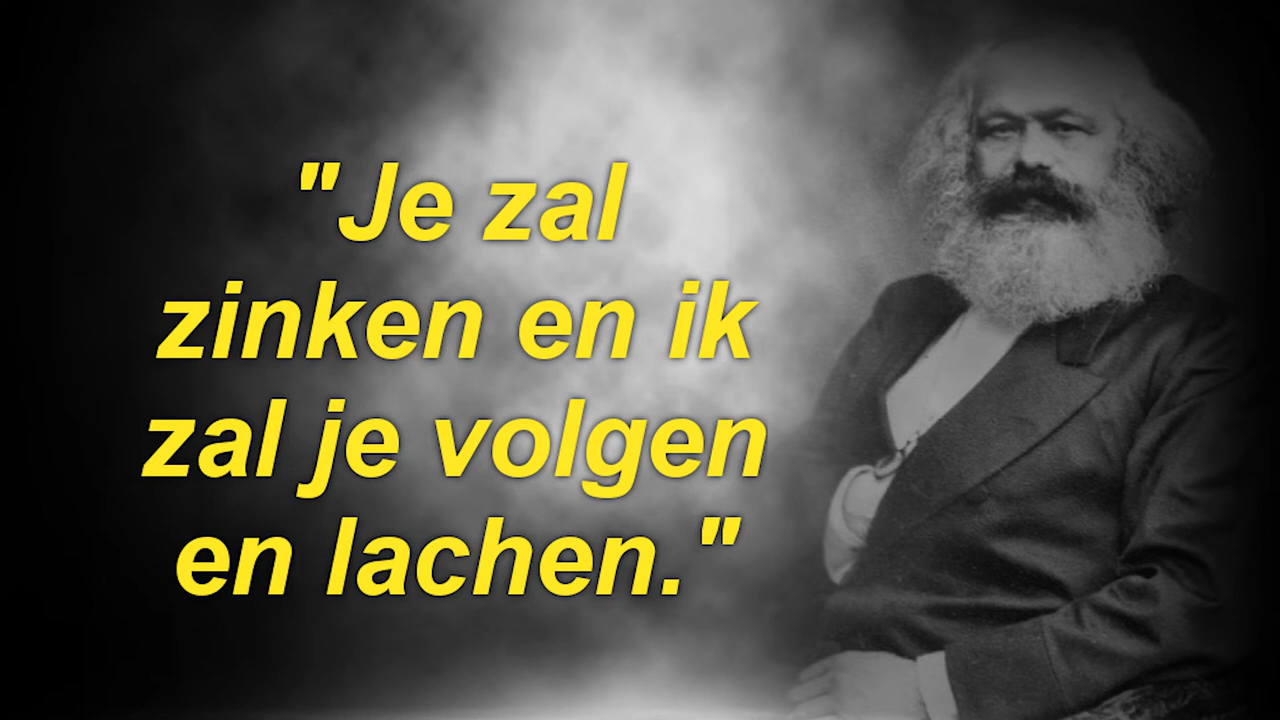 "Je zal
zinken en ik
zal je volgen
en lachen."